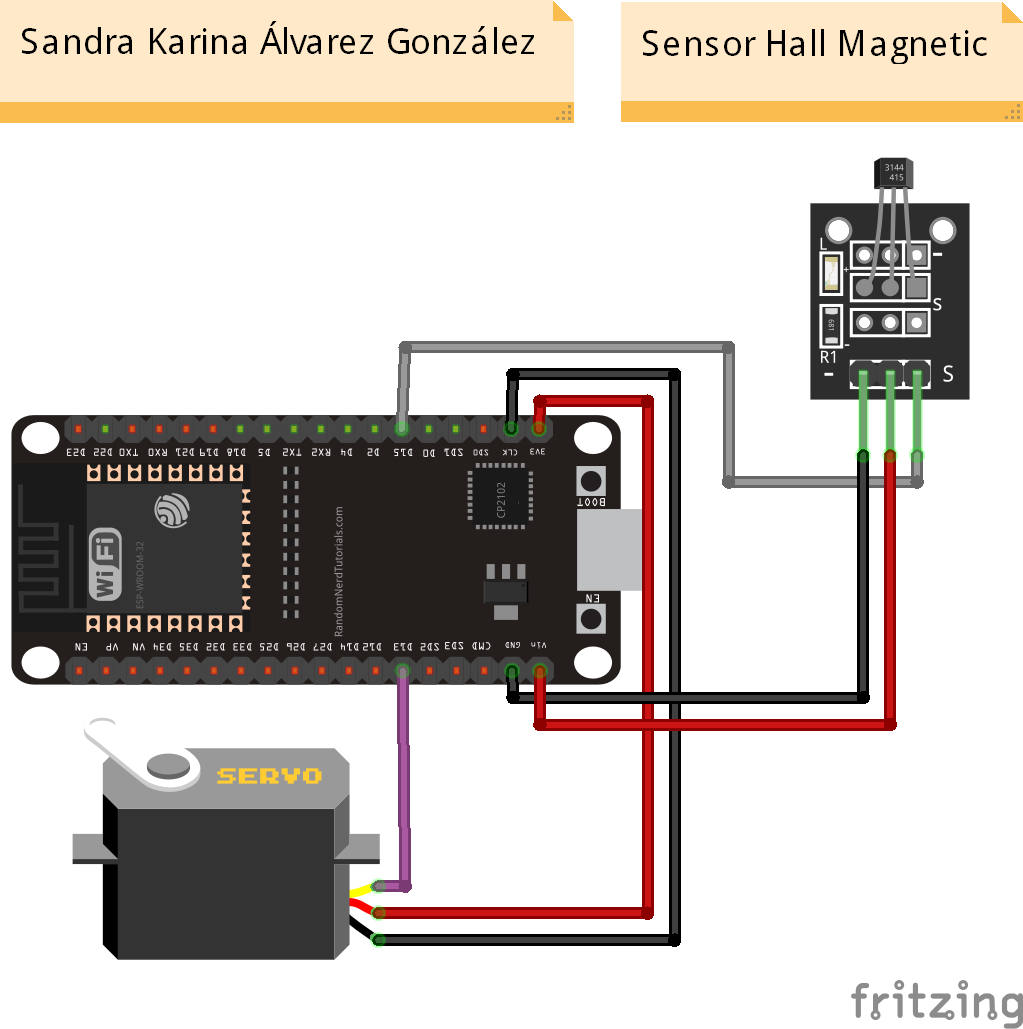 Sandra Karina Álvarez González
Sensor Hall Magnetic
3144
415
L
-
+
S
681
-
R1
-
S
D23 D22 TX0 RX0 D21 D19 D18 D5 TX2 RX2 D4 D2 D15 D0 SD1 SD0 CLK 3V3
CP2102
BOOT
WiFi
ESP-WROOM-32
RandomNerdTutorials.com
EN
EN VP VN D34 D35 D32 D33 D25 D26 D27 D14 D12 D13 SD2 SD3 CMD GND Vin
SERVO
fritzing